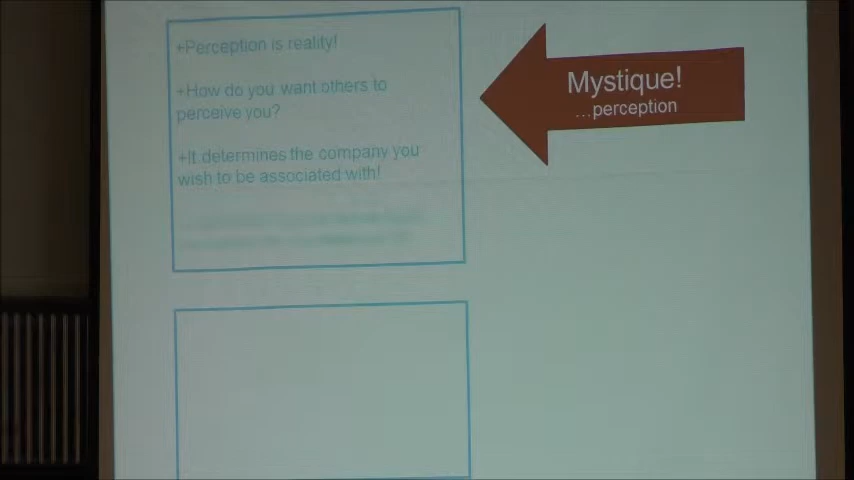 +Perception is reality!
+How do you want others to
perceive you?
+It determines the company you
wish to be associated with!
Mystique!
...perception